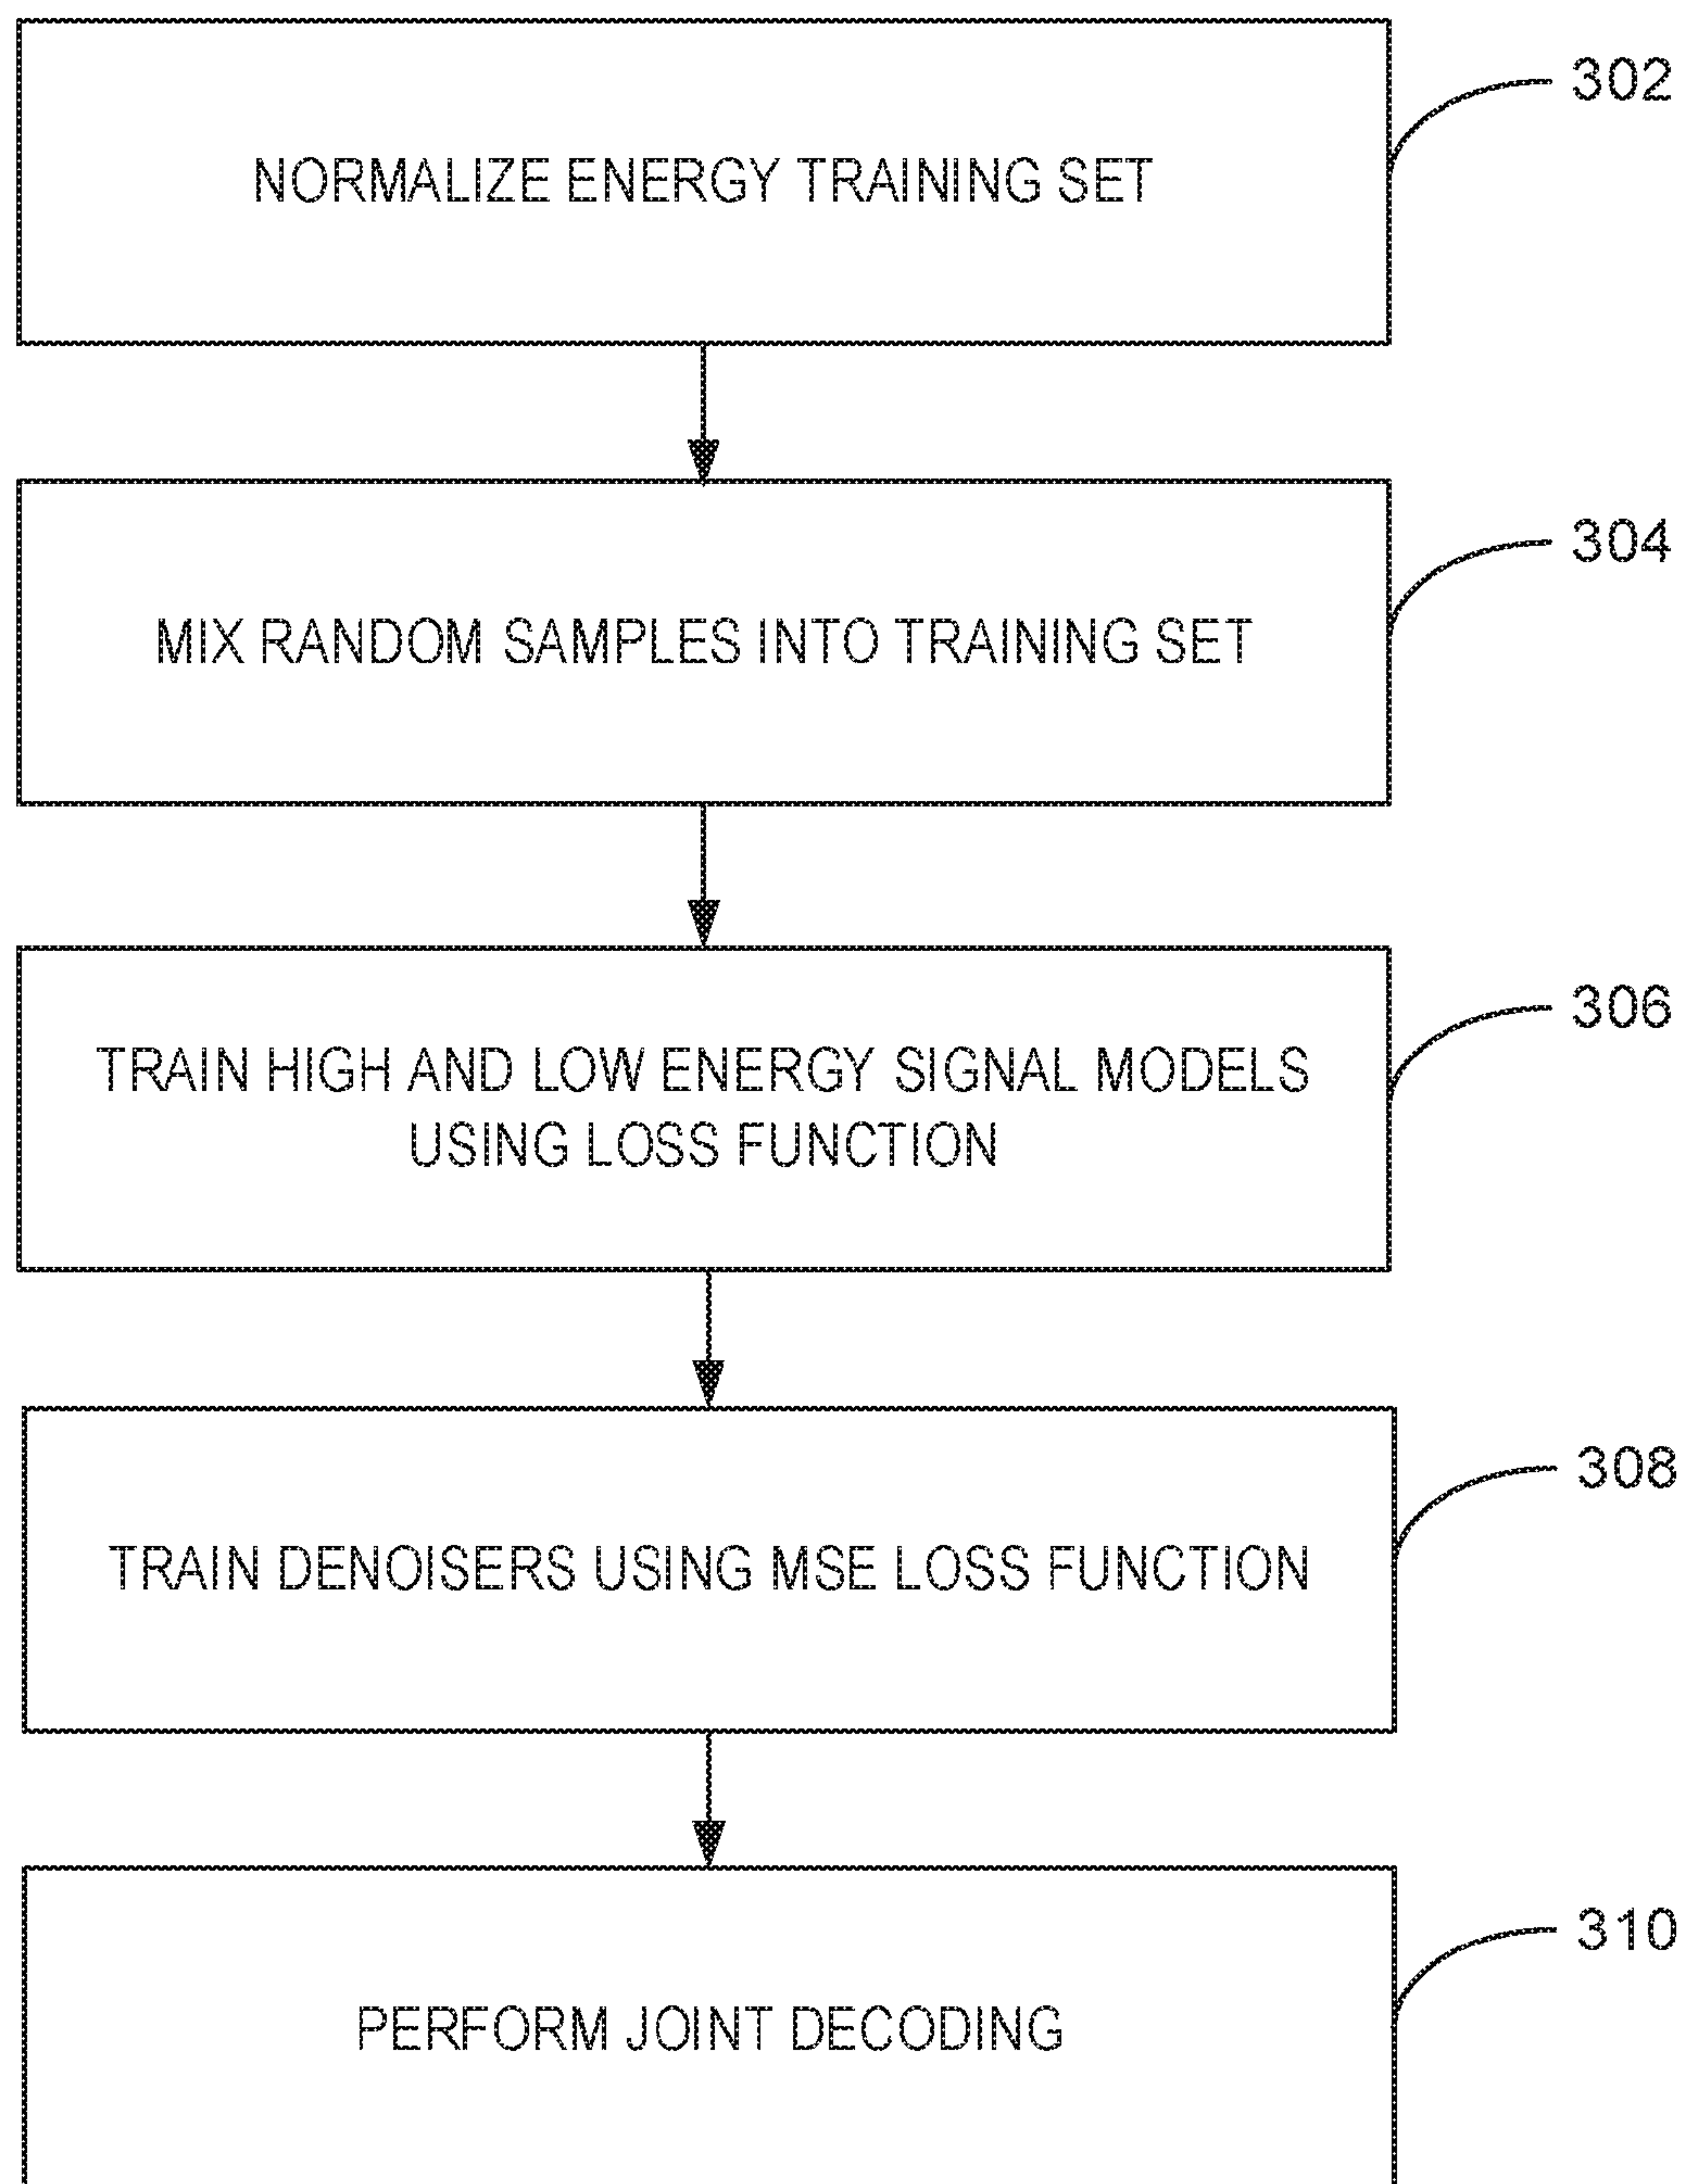 302
NORMALIZE ENERGY TRAINING SET
304
MIX RANDOM SAMPLES INTO TRAINING SET
306
TRAIN HIGH AND LOW ENERGY SIGNAL MODELS
USING LOSS FUNCTION
308
TRAIN DENOISERS USING MSE LOSS FUNCTION
310
PERFORM JOINT DECODING